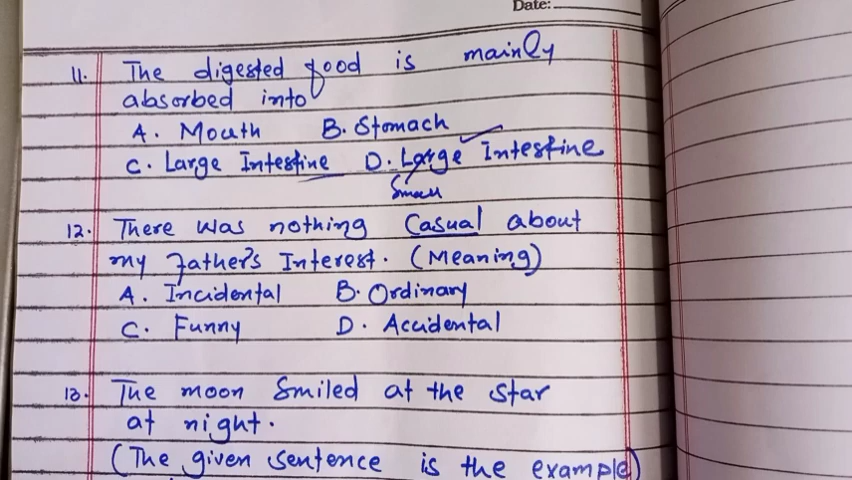 Date:
11. The digested food is mainly
absorbed into
A. Mouth B. Stomach
C. Large Intestine D. Large Intestine
Small
12. There was nothing Casual about
my Father's Interest. (Meaning)
A. Incidental B. Ordinary
C. Funny D. Accidental
13. The moon Smiled at the star
at night.
(The given sentence is the example)